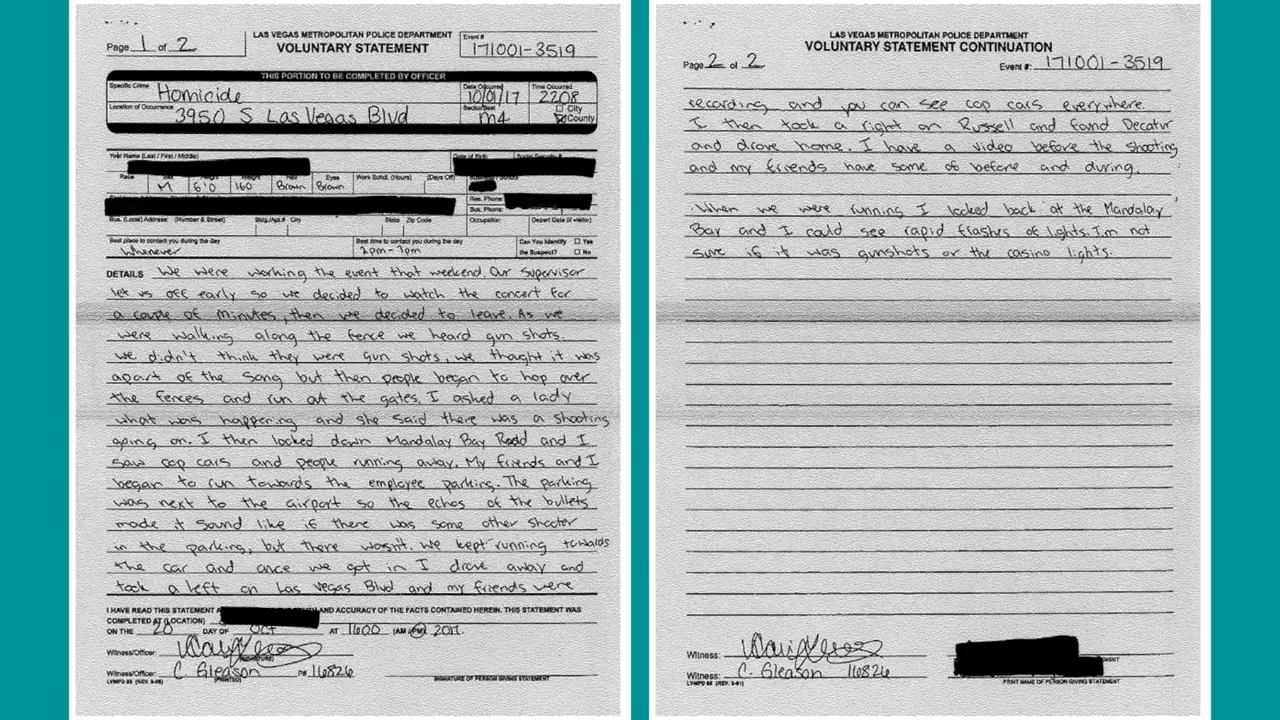 Page 1 of 2
LAS VEGAS METROPOLITAN POLICE DEPARTMENT
VOLUNTARY STATEMENT
Event #
171001-3519
THIS PORTION TO BE COMPLETED BY OFFICER
Specific Crime
Homicide
Date Occurred
10/01/17
Time Occurred
2208
Location of Occurrence
3950 S Las Vegas Blvd
Sector/Beat
M4
City
County
Your Name (Last / First / Middle)
Date of Birth
Social Security #
Race
Sex
M
Height
6'0
Weight
160
Hair
Brown
Eyes
Brown
Work Schdl. (Hours)
(Days Off)
Res. Phone:
Bus. Phone:
Bus. (Local) Address: (Number & Street)
Bldg./Apt.#
City
State
Zip Code
Occupation
Depart Date (if visitor)
Best place to contact you during the day
Whenever
Best time to contact you during the day
2pm-7pm
Can You Identify the Suspect?
Yes
No
DETAILS We were working the event that weekend. Our supervisor
let us off early so we decided to watch the concert for
a couple of minutes, then we decided to leave. As we
were walking along the fence we heard gun shots.
we didn't think they were gun shots, we thought it was
apart of the song but then people began to hop over
the fences and run out the gates. I asked a lady
what was happening and she said there was a shooting
going on. I then looked down Mandalay Bay Road and I
saw cop cars and people running away. My friends and I
began to run towards the employee parking. The parking
was next to the airport so the echos of the bullets
made it sound like if there was some other shooter
in the parking, but there wasn't. we kept running towards
the car and once we got in I drove away and
took a left on Las Vegas Blvd and my friends were
I HAVE READ THIS STATEMENT AND ACCURACY OF THE FACTS CONTAINED HEREIN. THIS STATEMENT WAS
COMPLETED AT (LOCATION)
ON THE 20 DAY OF Oct AT 1600 (AM/PM) 2017.
Witness/Officer:
(SIGNATURE)
Witness/Officer: C. Gleason P# 16826
(PRINTED)
SIGNATURE OF PERSON GIVING STATEMENT
LAS VEGAS METROPOLITAN POLICE DEPARTMENT
VOLUNTARY STATEMENT CONTINUATION
Page 2 of 2
Event #: 171001-3519
recording and you can see cop cars everywhere.
I then took a right on Russell and found Decatur
and drove home. I have a video before the shooting
and my friends have some of before and during.
When we were running I looked back at the Mandalay
Bay and I could see rapid flashes of lights. I'm not
sure if it was gunshots or the casino lights.
Witness:
Witness: C. Gleason 16826
PRINT NAME OF PERSON GIVING STATEMENT